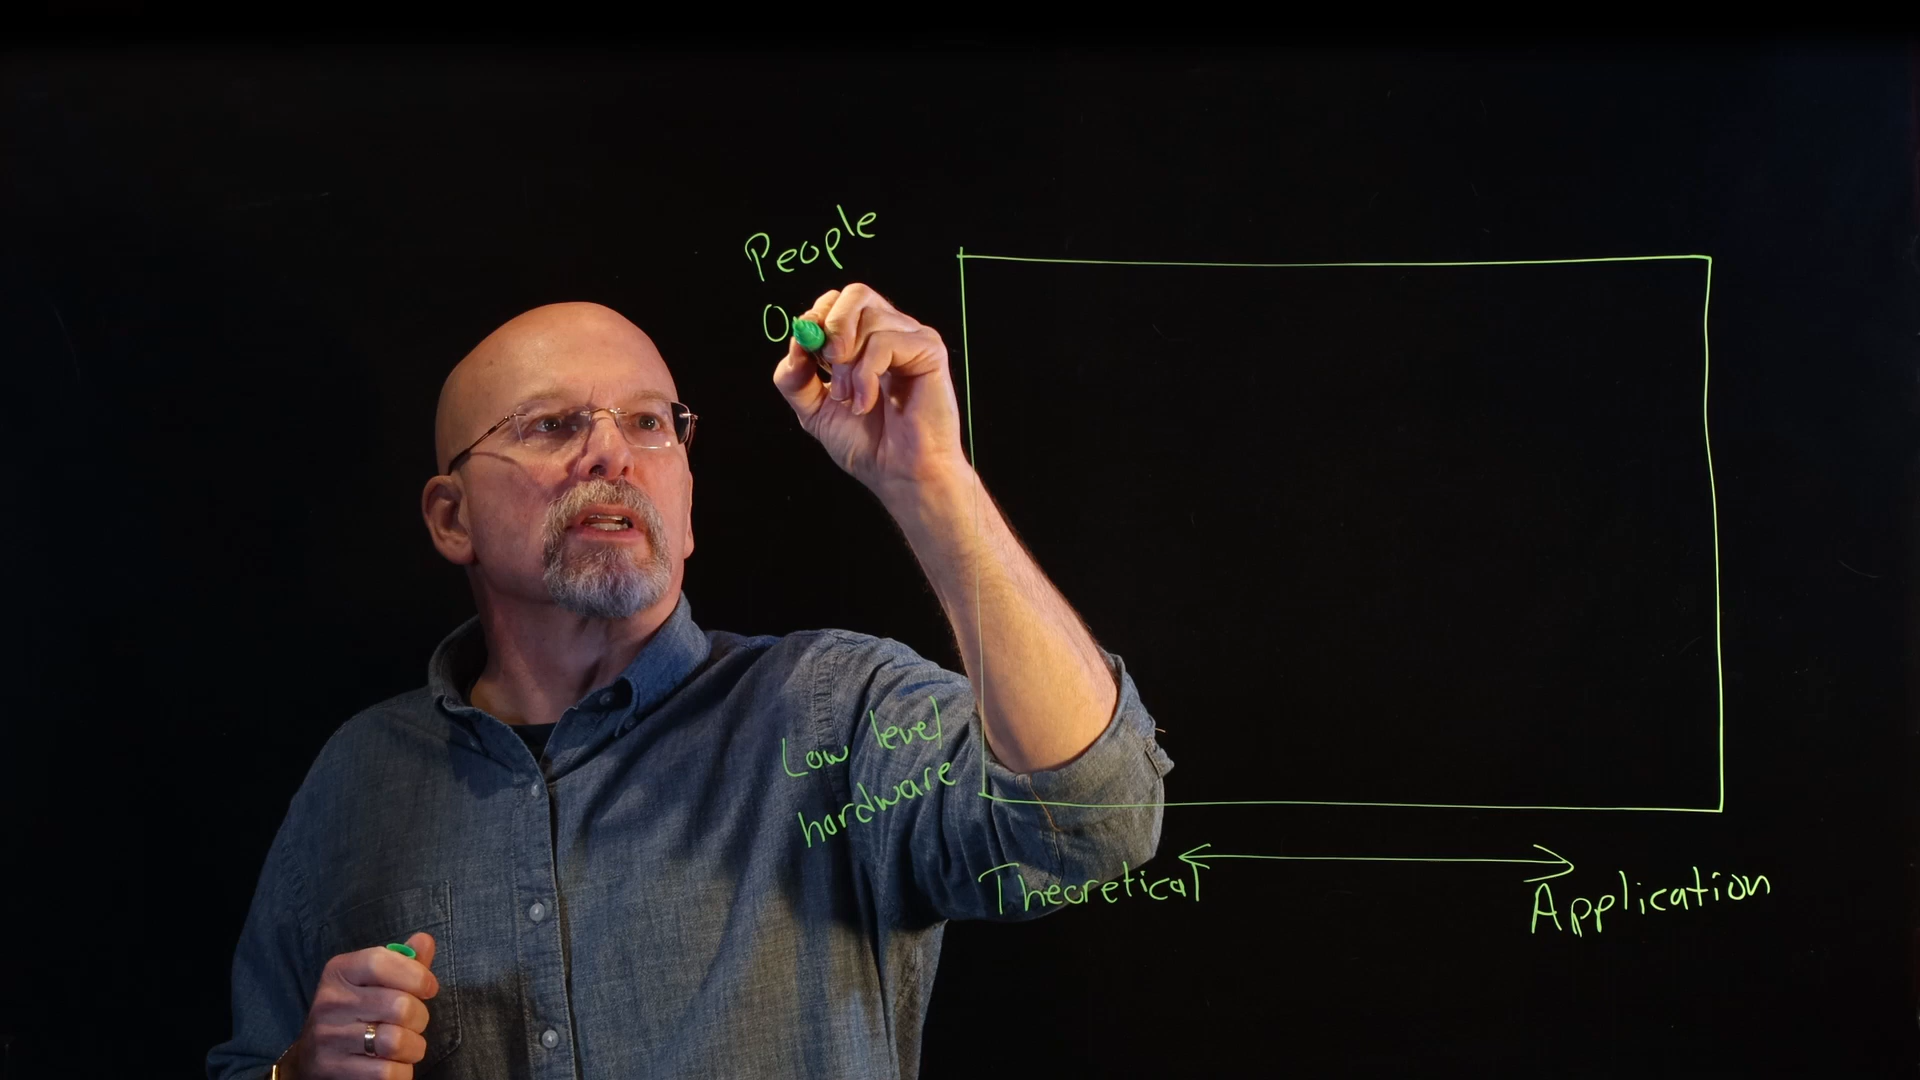 People
O
Low level
hardware
Theoretical
Application